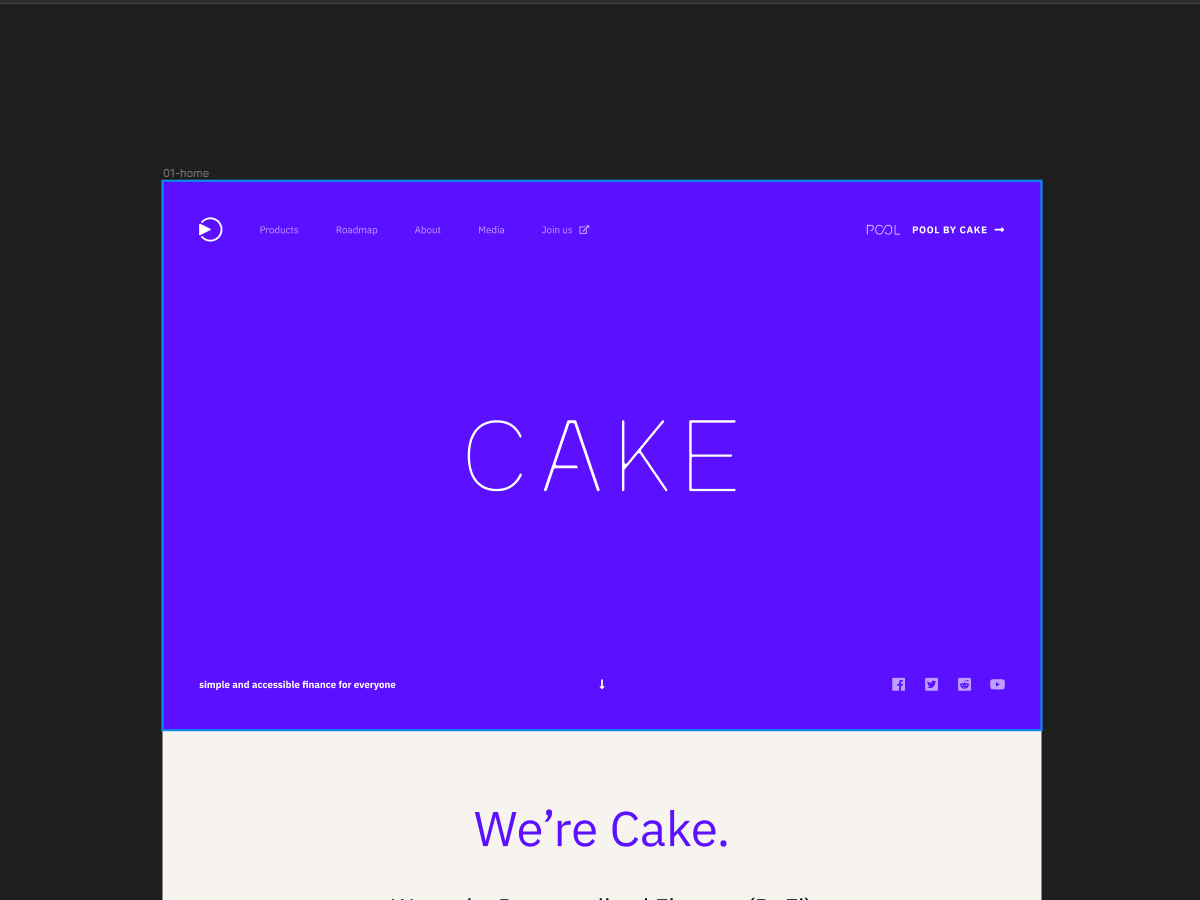 01-home
Products Roadmap About Media Join us POOL POOL BY CAKE
CAKE
simple and accessible finance for everyone
We’re Cake.